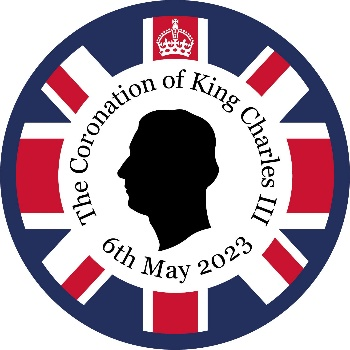 The Coronation of King Charles III
6th May 2023